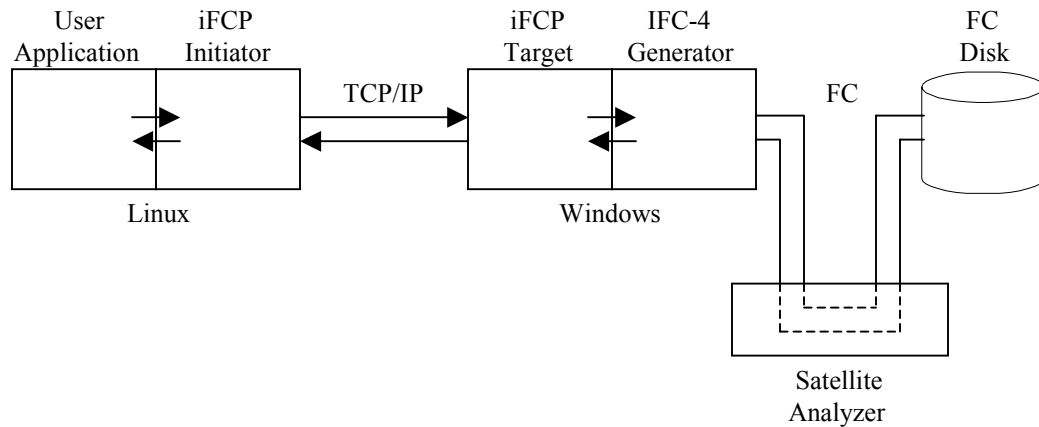 User
Application
iFCP
Initiator
TCP/IP
iFCP
Target
IFC-4
Generator
FC
FC
Disk
Linux
Windows
Satellite
Analyzer